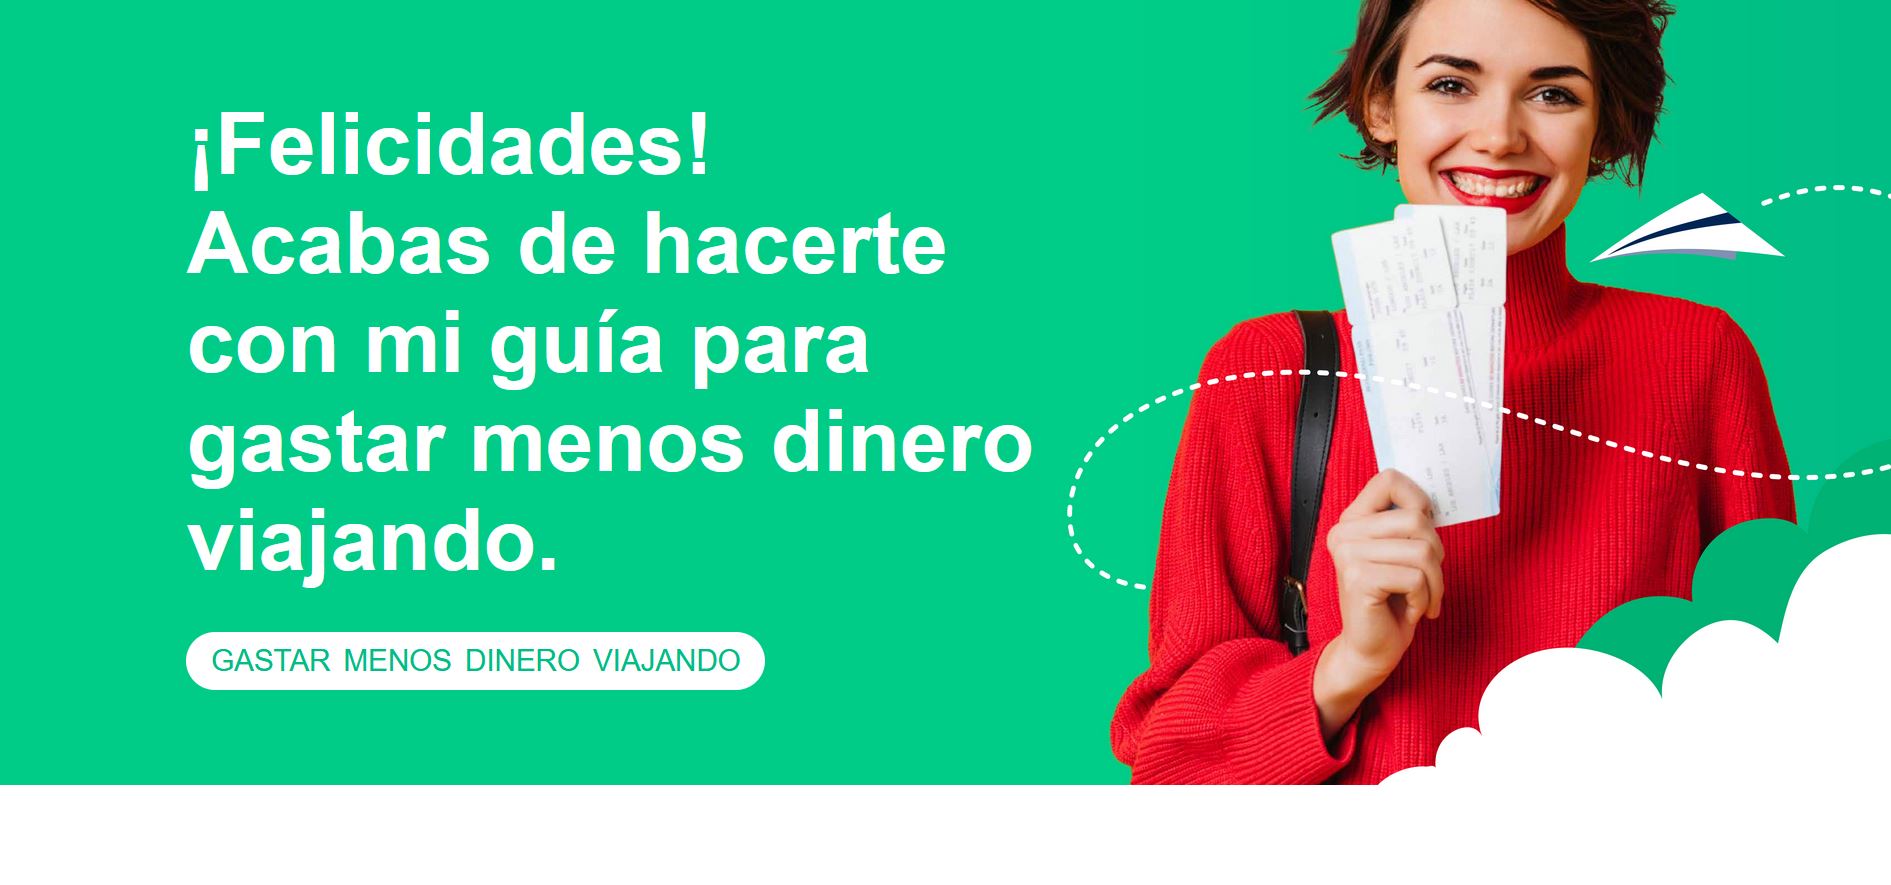 ¡Felicidades!
Acabas de hacerte
con mi guía para
gastar menos dinero
viajando.
GASTAR MENOS DINERO VIAJANDO